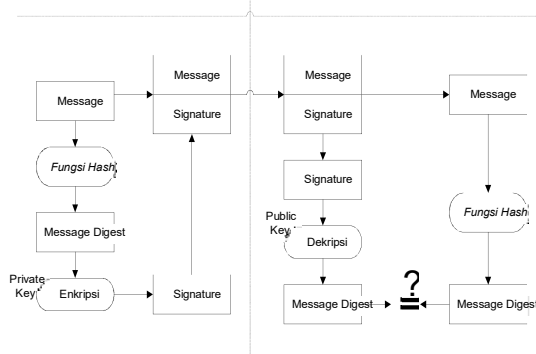 Message
Signature
Message
Fungsi Hash
Message Digest
Private
Key
Enkripsi
Signature
Message
Signature
Signature
Public
Key
Dekripsi
Message Digest
?
=
Message
Fungsi Hash
Message Digest